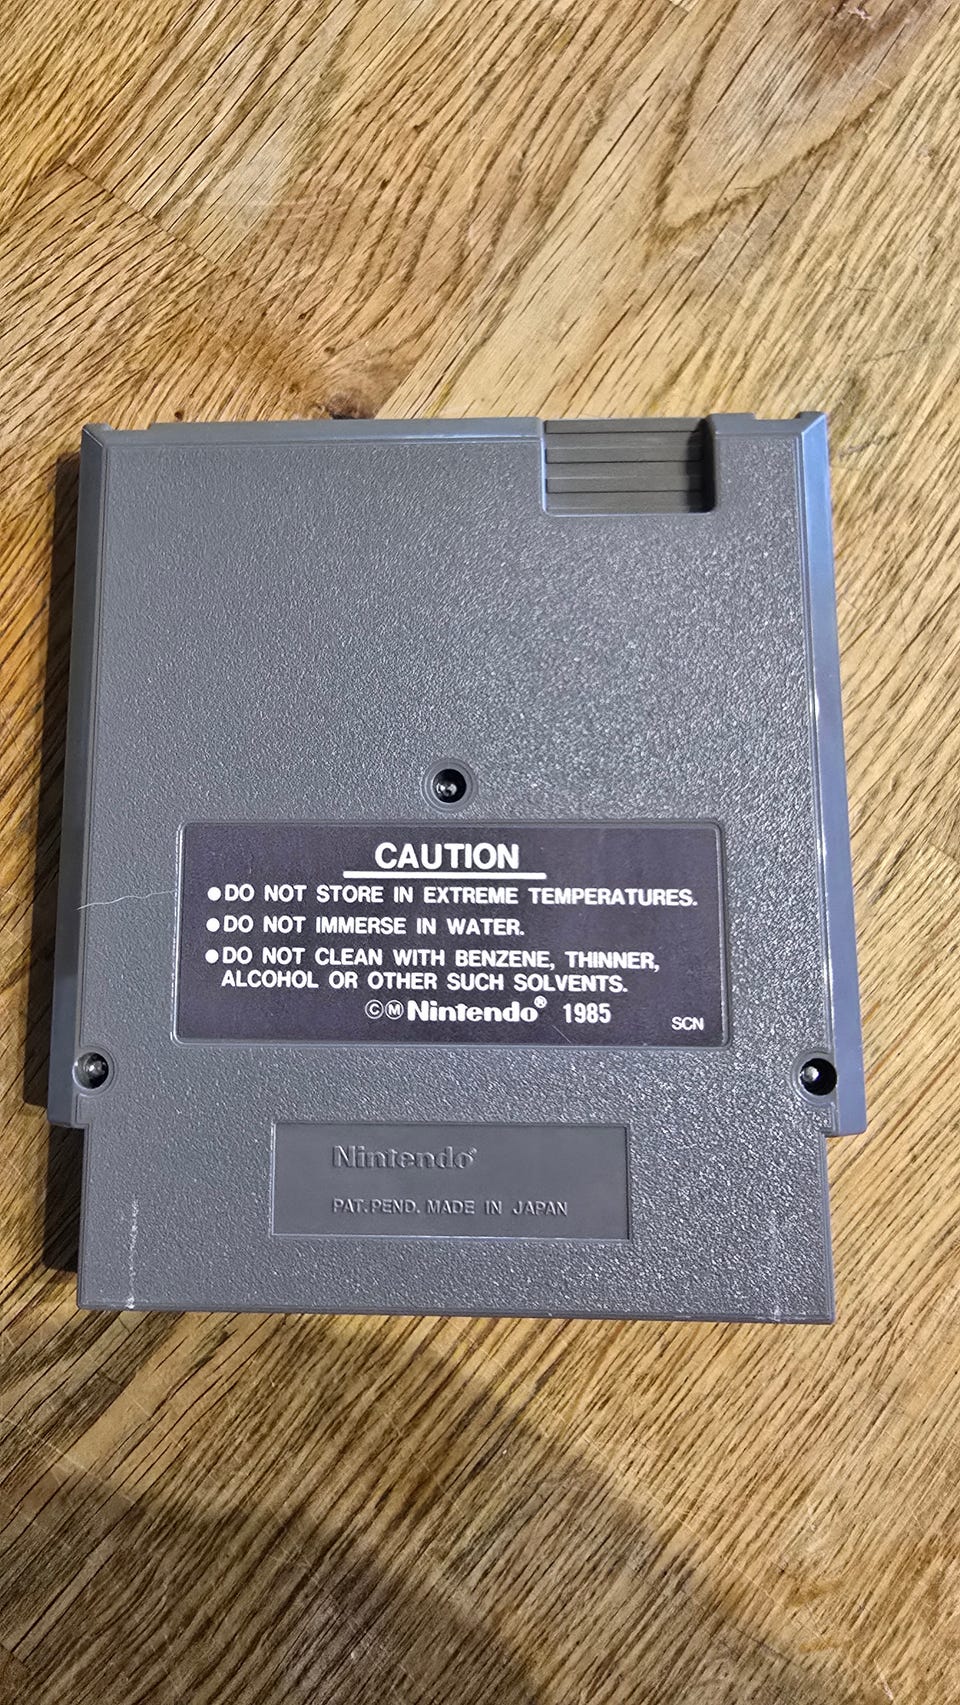 CAUTION
●DO NOT STORE IN EXTREME TEMPERATURES.
●DO NOT IMMERSE IN WATER.
●DO NOT CLEAN WITH BENZENE, THINNER,
ALCOHOL OR OTHER SUCH SOLVENTS.
ⒸⓂNintendo® 1985
SCN
Nintendo®
PAT. PEND. MADE IN JAPAN